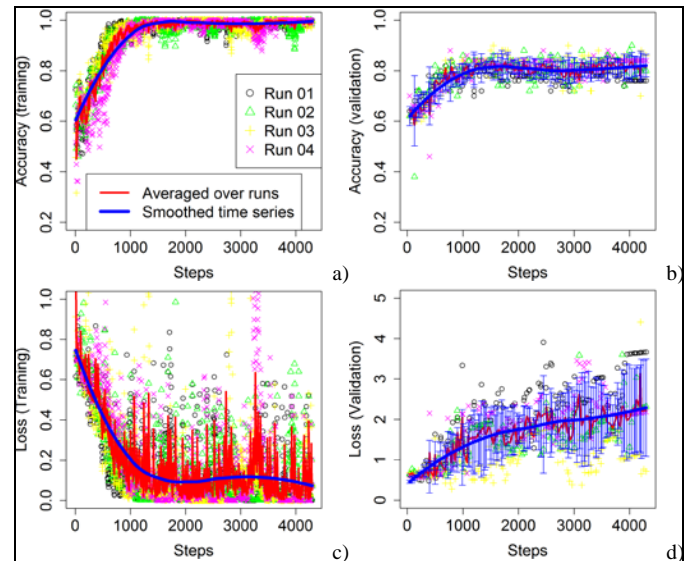 Accuracy (training)
0.2 0.4 0.6 0.8 1.0
Run 01
Run 02
Run 03
Run 04
Averaged over runs
Smoothed time series
0 1000 2000 3000 4000
Steps
a)
Accuracy (validation)
0.2 0.4 0.6 0.8 1.0
0 1000 2000 3000 4000
Steps
b)
Loss (Training)
0.0 0.2 0.4 0.6 0.8 1.0
0 1000 2000 3000 4000
Steps
c)
Loss (Validation)
0 1 2 3 4 5
0 1000 2000 3000 4000
Steps
d)